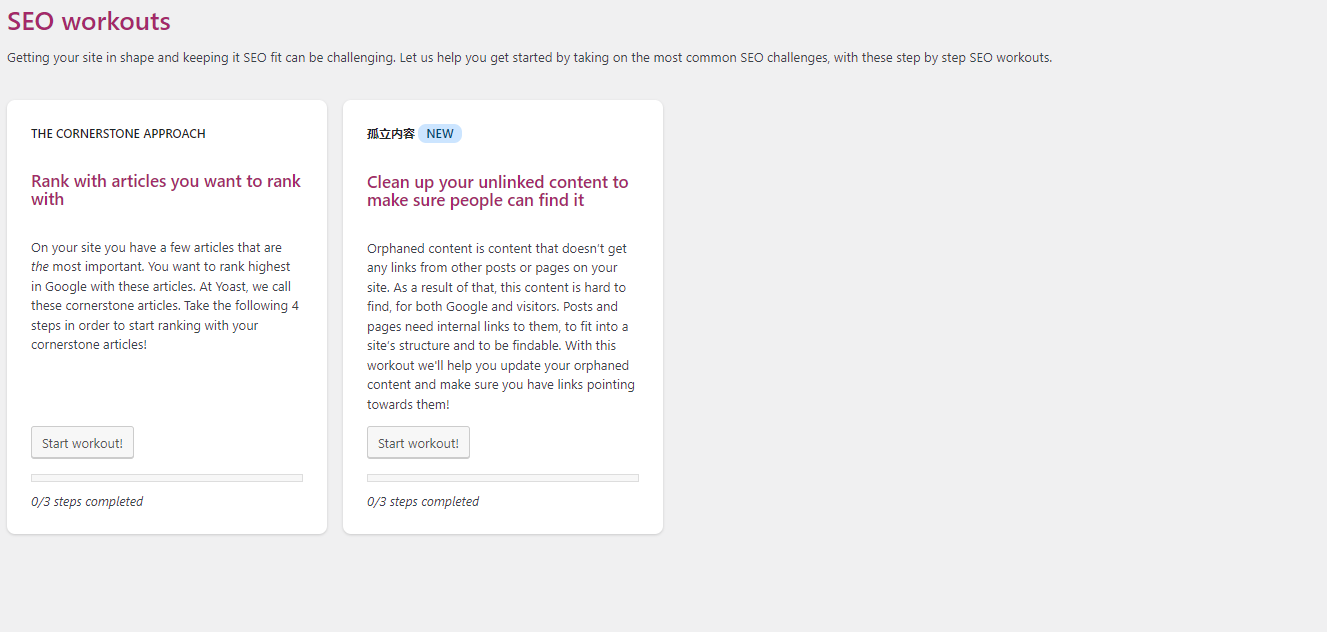 SEO workouts
Getting your site in shape and keeping it SEO fit can be challenging. Let us help you get started by taking on the most common SEO challenges, with these step by step SEO workouts.
THE CORNERSTONE APPROACH
Rank with articles you want to rank
with
On your site you have a few articles that are
the most important. You want to rank highest
in Google with these articles. At Yoast, we call
these cornerstone articles. Take the following 4
steps in order to start ranking with your
cornerstone articles!
Start workout!
0/3 steps completed
孤立内容 NEW
Clean up your unlinked content to
make sure people can find it
Orphaned content is content that doesn't get
any links from other posts or pages on your
site. As a result of that, this content is hard to
find, for both Google and visitors. Posts and
pages need internal links to them, to fit into a
site's structure and to be findable. With this
workout we'll help you update your orphaned
content and make sure you have links pointing
towards them!
Start workout!
0/3 steps completed